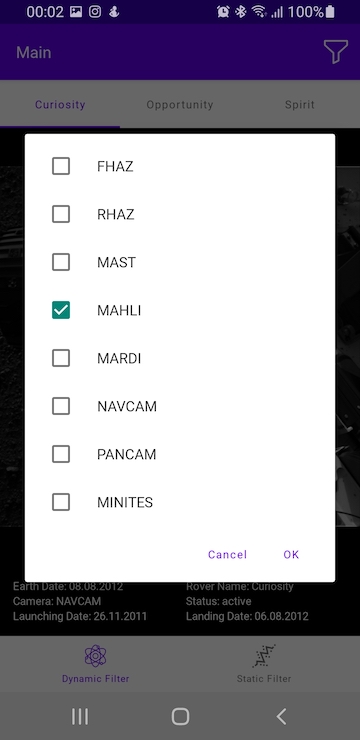 00:02 100%
Main
Curiosity Opportunity Spirit
FHAZ
RHAZ
MAST
MAHLI
MARDI
NAVCAM
PANCAM
MINITES
Cancel OK
Earth Date: 08.08.2012 Rover Name: Curiosity
Camera: NAVCAM Status: active
Launching Date: 26.11.2011 Landing Date: 06.08.2012
Dynamic Filter Static Filter